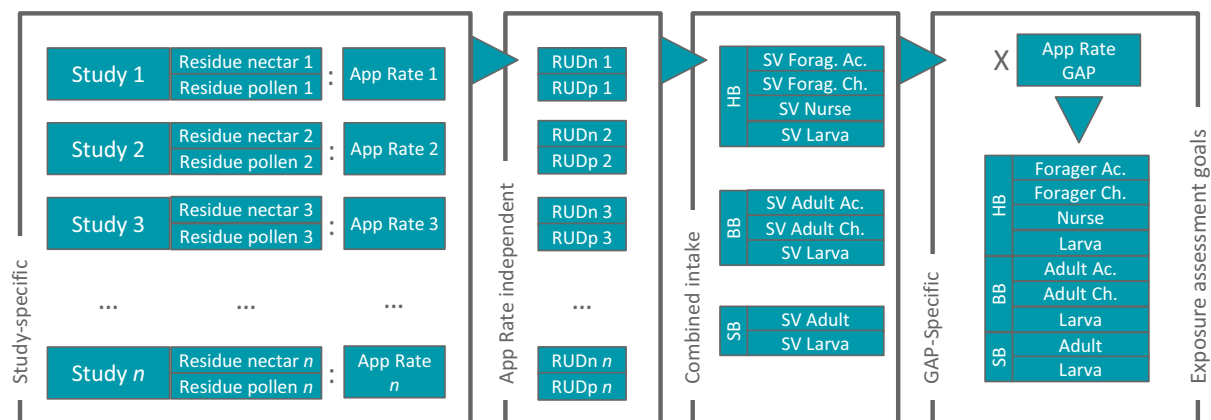 Study-specific
Study 1
Residue nectar 1
Residue pollen 1
:
App Rate 1
Study 2
Residue nectar 2
Residue pollen 2
:
App Rate 2
Study 3
Residue nectar 3
Residue pollen 3
:
App Rate 3
...
...
...
Study n
Residue nectar n
Residue pollen n
:
App Rate
n
App Rate independent
RUDn 1
RUDp 1
RUDn 2
RUDp 2
RUDn 3
RUDp 3
...
RUDn n
RUDp n
Combined intake
HB
SV Forag. Ac.
SV Forag. Ch.
SV Nurse
SV Larva
BB
SV Adult Ac.
SV Adult Ch.
SV Larva
SB
SV Adult
SV Larva
GAP-Specific
X
App Rate
GAP
HB
Forager Ac.
Forager Ch.
Nurse
Larva
BB
Adult Ac.
Adult Ch.
Larva
SB
Adult
Larva
Exposure assessment goals